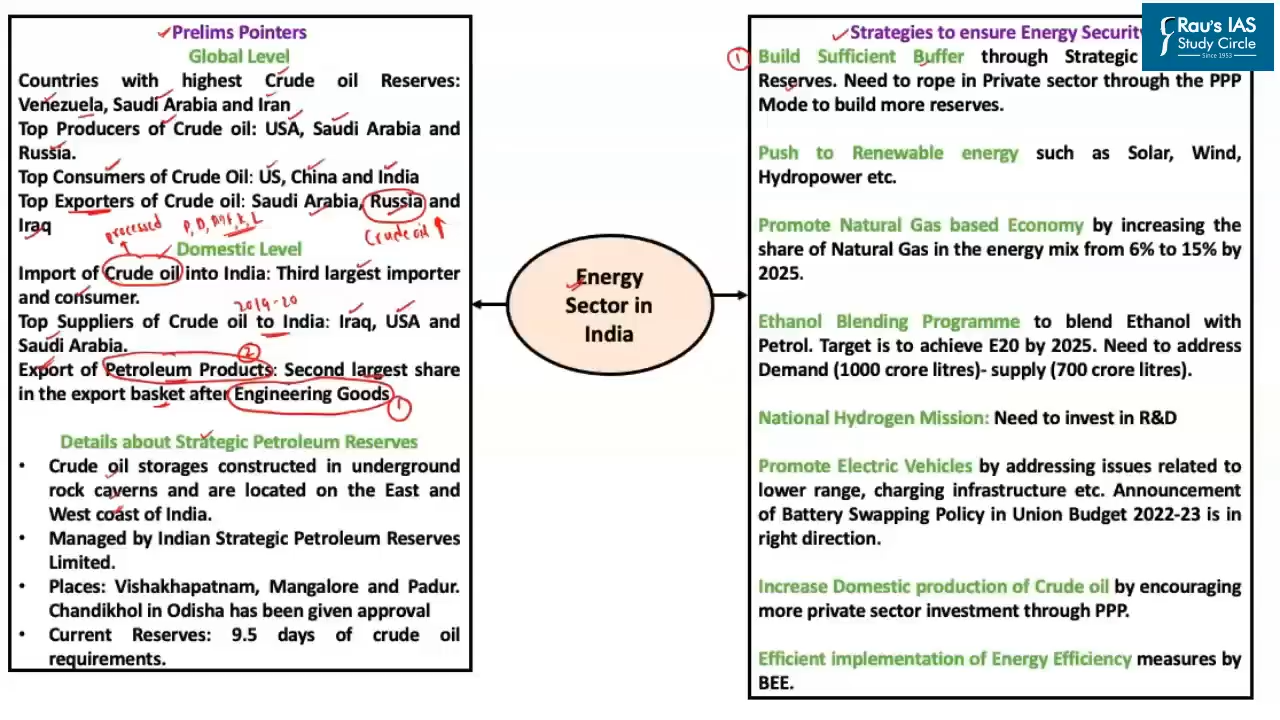 Prelims Pointers
Global Level
Countries with highest Crude oil Reserves:
Venezuela, Saudi Arabia and Iran
Top Producers of Crude oil: USA, Saudi Arabia and
Russia.
Top Consumers of Crude Oil: US, China and India
Top Exporters of Crude oil: Saudi Arabia, Russia and
Iraq
processed
Crude oil
Domestic Level
Import of Crude oil into India: Third largest importer
and consumer.
2019-20
Top Suppliers of Crude oil to India: Iraq, USA and
Saudi Arabia.
2
Export of Petroleum Products: Second largest share
in the export basket after Engineering Goods
1
Details about Strategic Petroleum Reserves
• Crude oil storages constructed in underground
rock caverns and are located on the East and
West coast of India.
• Managed by Indian Strategic Petroleum Reserves
Limited.
• Places: Vishakhapatnam, Mangalore and Padur.
Chandikhol in Odisha has been given approval
• Current Reserves: 9.5 days of crude oil
requirements.
Energy
Sector in
India
Strategies to ensure Energy
1
Build Sufficient Buffer through Strategic
Reserves. Need to rope in Private sector through the PPP
Mode to build more reserves.
Push to Renewable energy such as Solar, Wind,
Hydropower etc.
Promote Natural Gas based Economy by increasing the
share of Natural Gas in the energy mix from 6% to 15% by
2025.
Ethanol Blending Programme to blend Ethanol with
Petrol. Target is to achieve E20 by 2025. Need to address
Demand (1000 crore litres)- supply (700 crore litres).
National Hydrogen Mission: Need to invest in R&D
Promote Electric Vehicles by addressing issues related to
lower range, charging infrastructure etc. Announcement
of Battery Swapping Policy in Union Budget 2022-23 is in
right direction.
Increase Domestic production of Crude oil by encouraging
more private sector investment through PPP.
Efficient implementation of Energy Efficiency measures by
BEE.
Rau's IAS
Study Circle
Since 1953